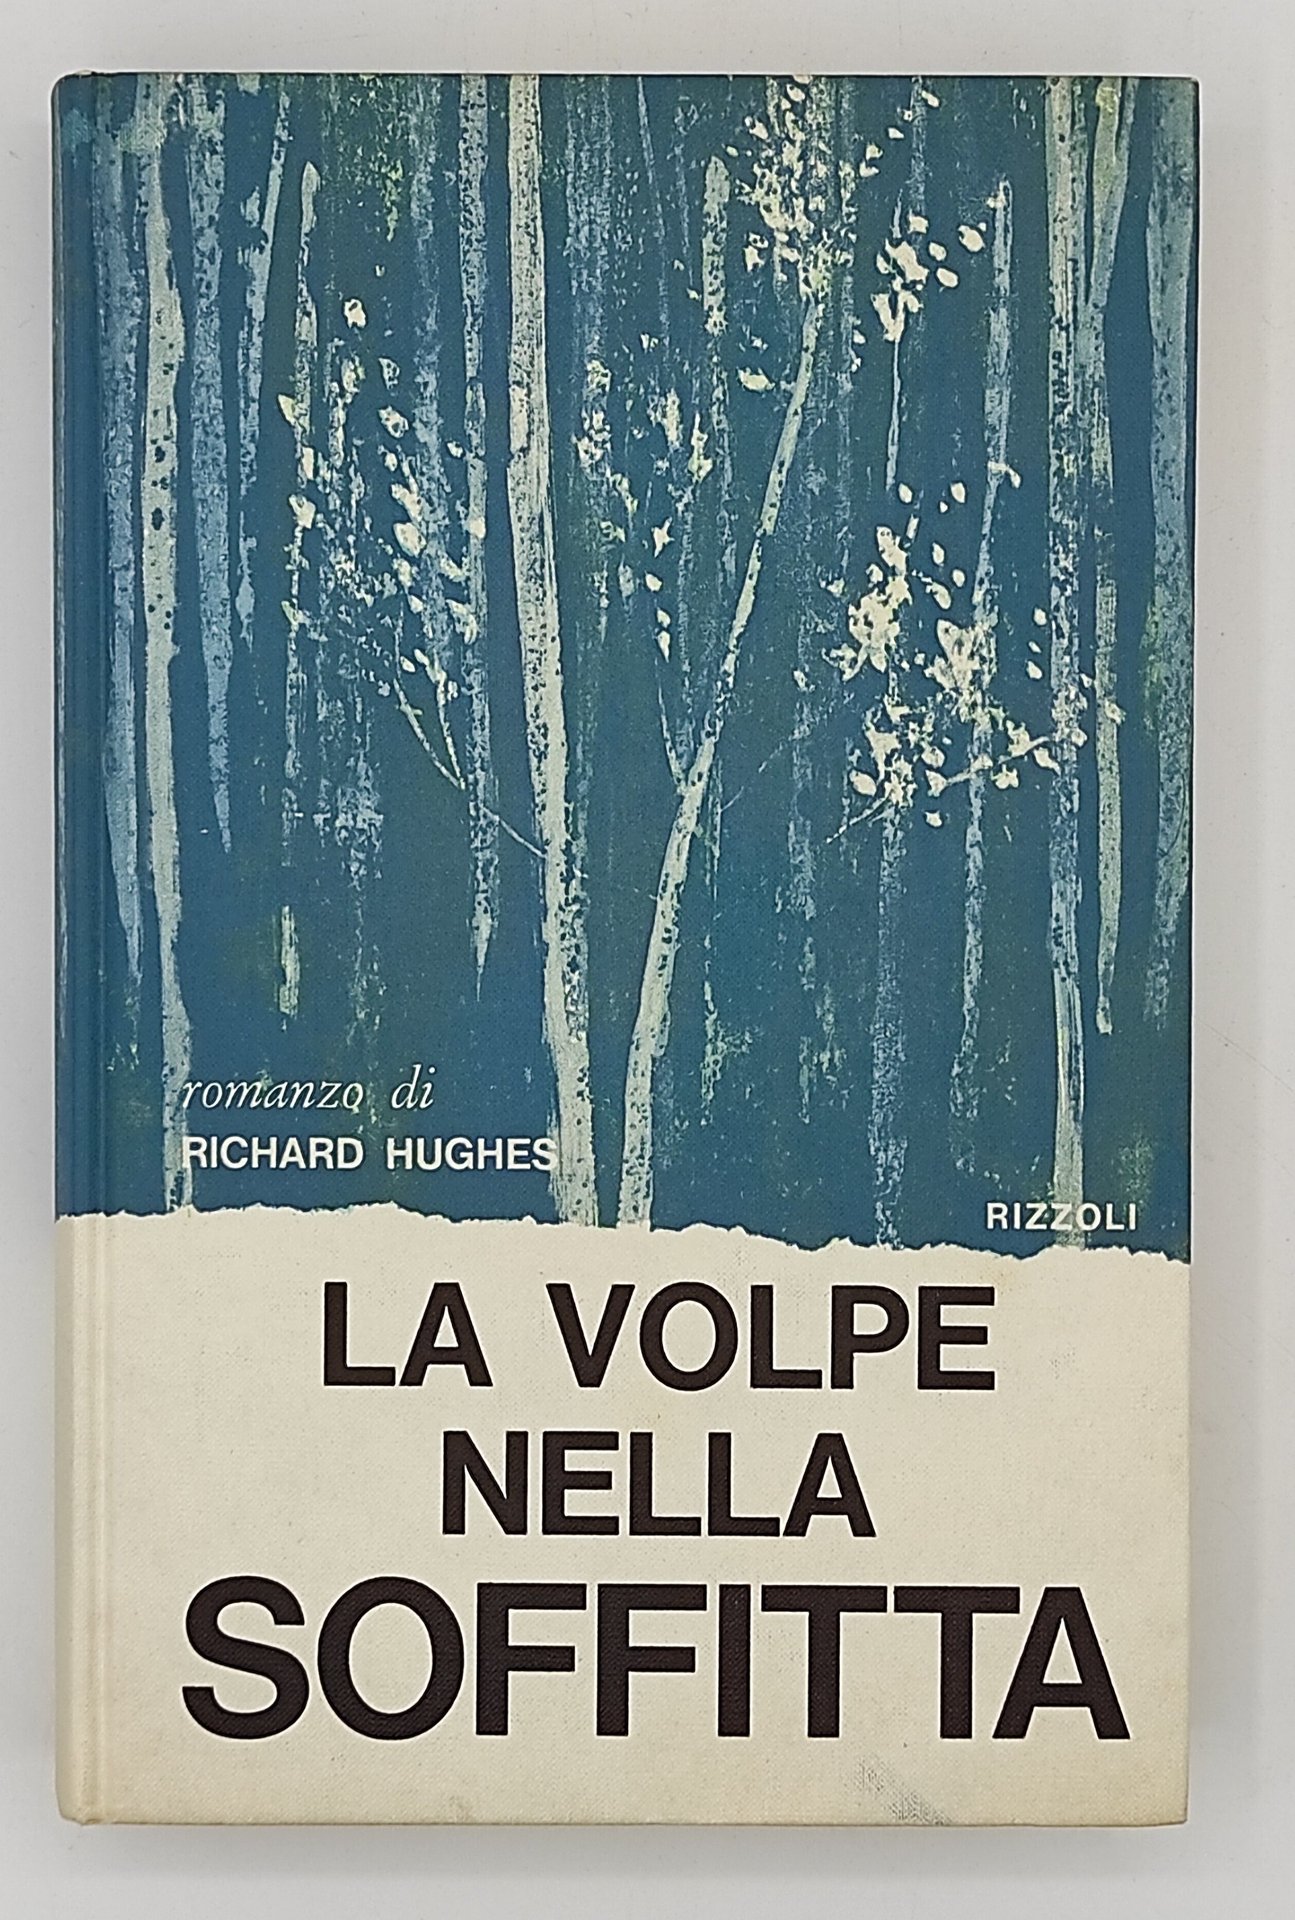 romanzo di
RICHARD HUGHES
RIZZOLI
LA VOLPE
NELLA
SOFFITTA